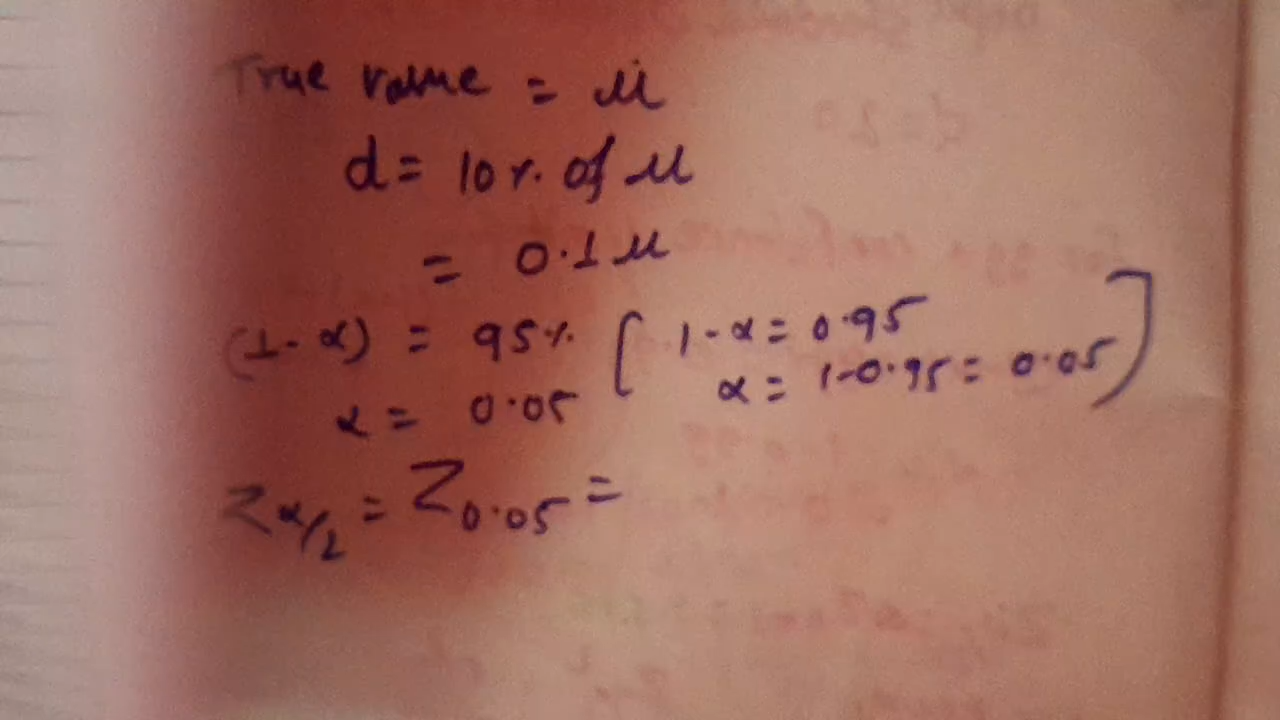 True value = μ
d = 10% of μ
= 0.1μ
(1-α) = 95% [1-α = 0.95
α = 0.05 α = 1-0.95 = 0.05]
Zα/2 = Z0.05 =